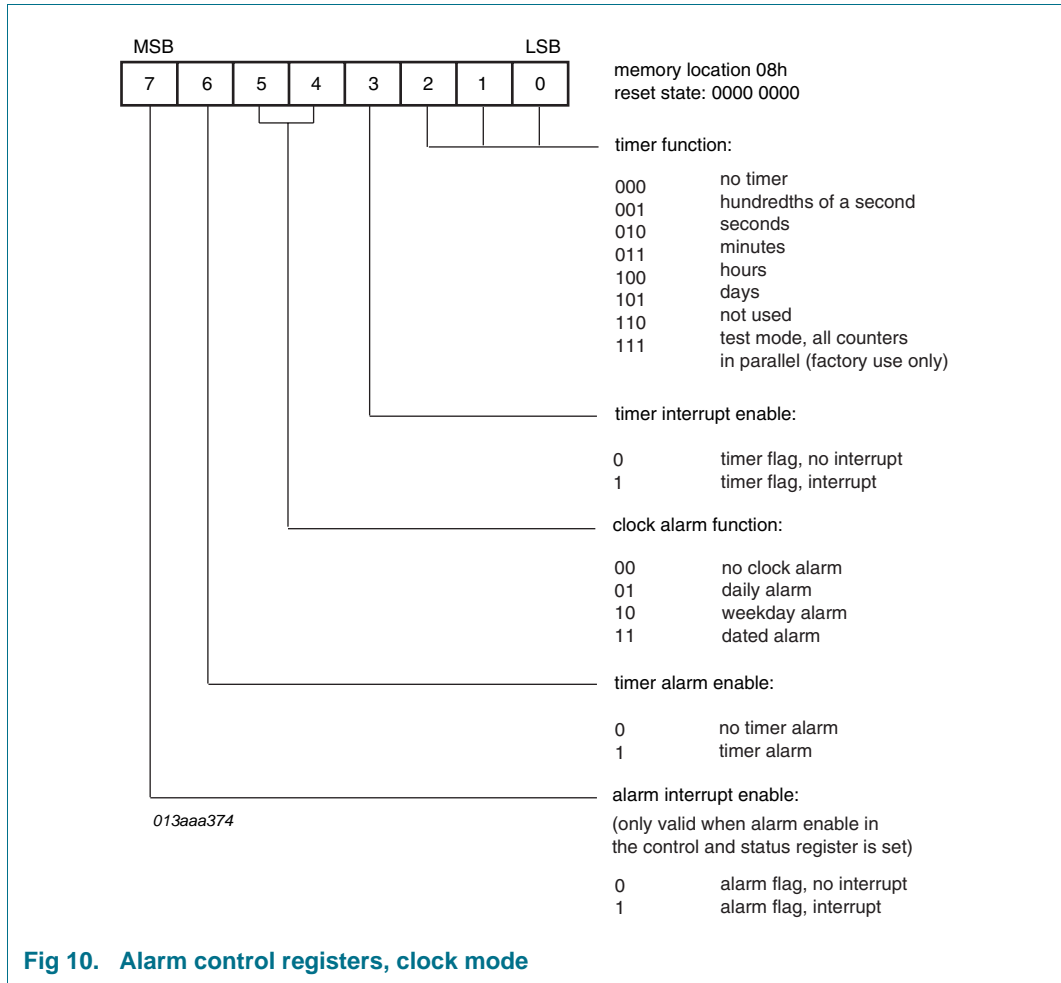 MSB LSB
7 6 5 4 3 2 1 0
memory location 08h
reset state: 0000 0000
timer function:
000 no timer
001 hundredths of a second
010 seconds
011 minutes
100 hours
101 days
110 not used
111 test mode, all counters
in parallel (factory use only)
timer interrupt enable:
0 timer flag, no interrupt
1 timer flag, interrupt
clock alarm function:
00 no clock alarm
01 daily alarm
10 weekday alarm
11 dated alarm
timer alarm enable:
0 no timer alarm
1 timer alarm
alarm interrupt enable:
(only valid when alarm enable in
the control and status register is set)
0 alarm flag, no interrupt
1 alarm flag, interrupt
013aaa374
Fig 10. Alarm control registers, clock mode